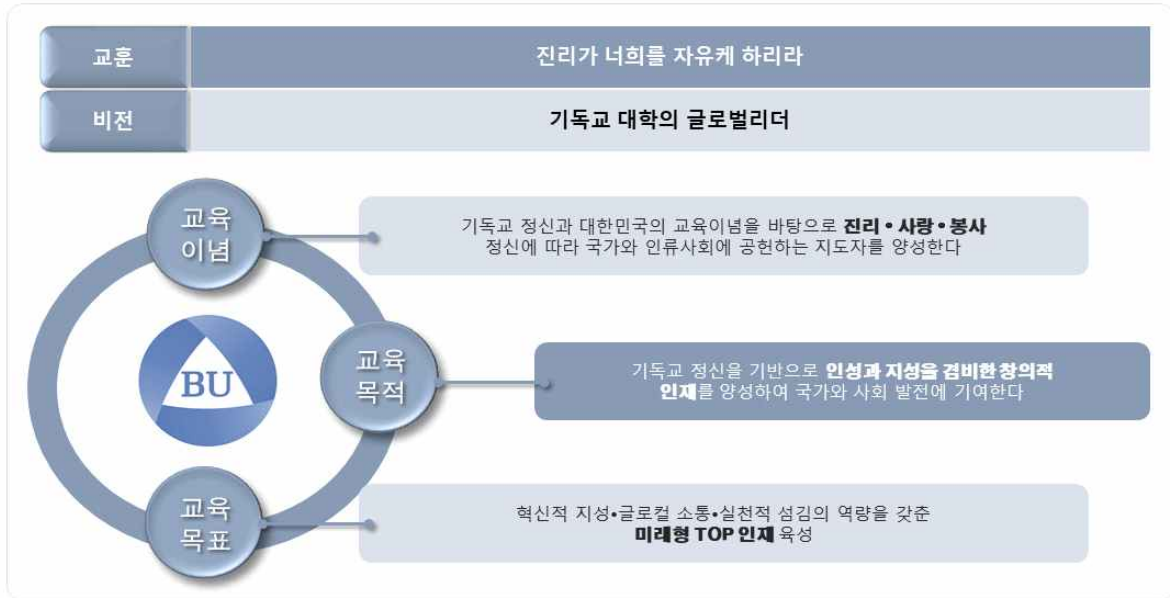 교훈
진리가 너희를 자유케 하리라
비전
기독교 대학의 글로벌리더
교육
이념
기독교 정신과 대한민국의 교육이념을 바탕으로 진리•사랑•봉사
정신에 따라 국가와 인류사회에 공헌하는 지도자를 양성한다
BU
교육
목적
기독교 정신을 기반으로 인성과 지성을 겸비한 창의적
인재를 양성하여 국가와 사회 발전에 기여한다
교육
목표
혁신적 지성•글로컬 소통•실천적 섬김의 역량을 갖춘
미래형 TOP 인재 육성